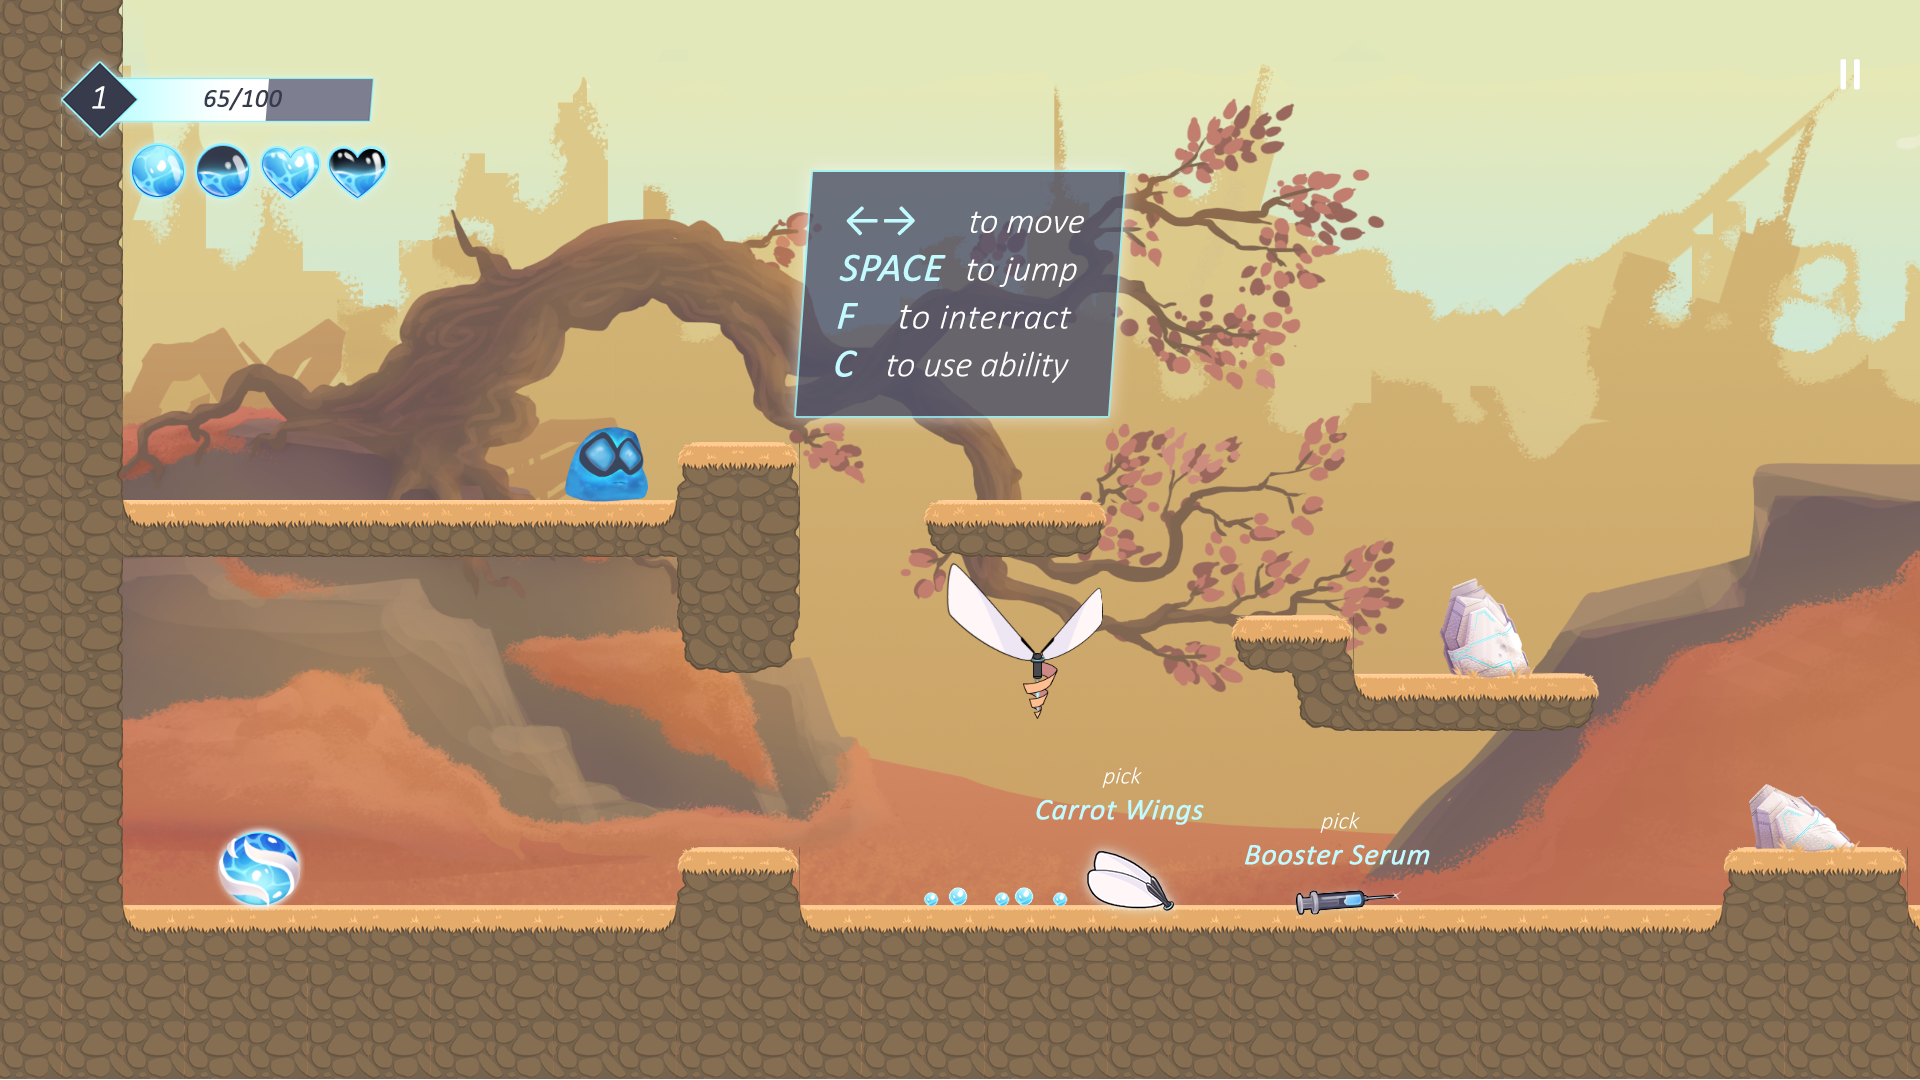 1
65/100
←→ to move
SPACE to jump
F to interract
C to use ability
pick
Carrot Wings
pick
Booster Serum